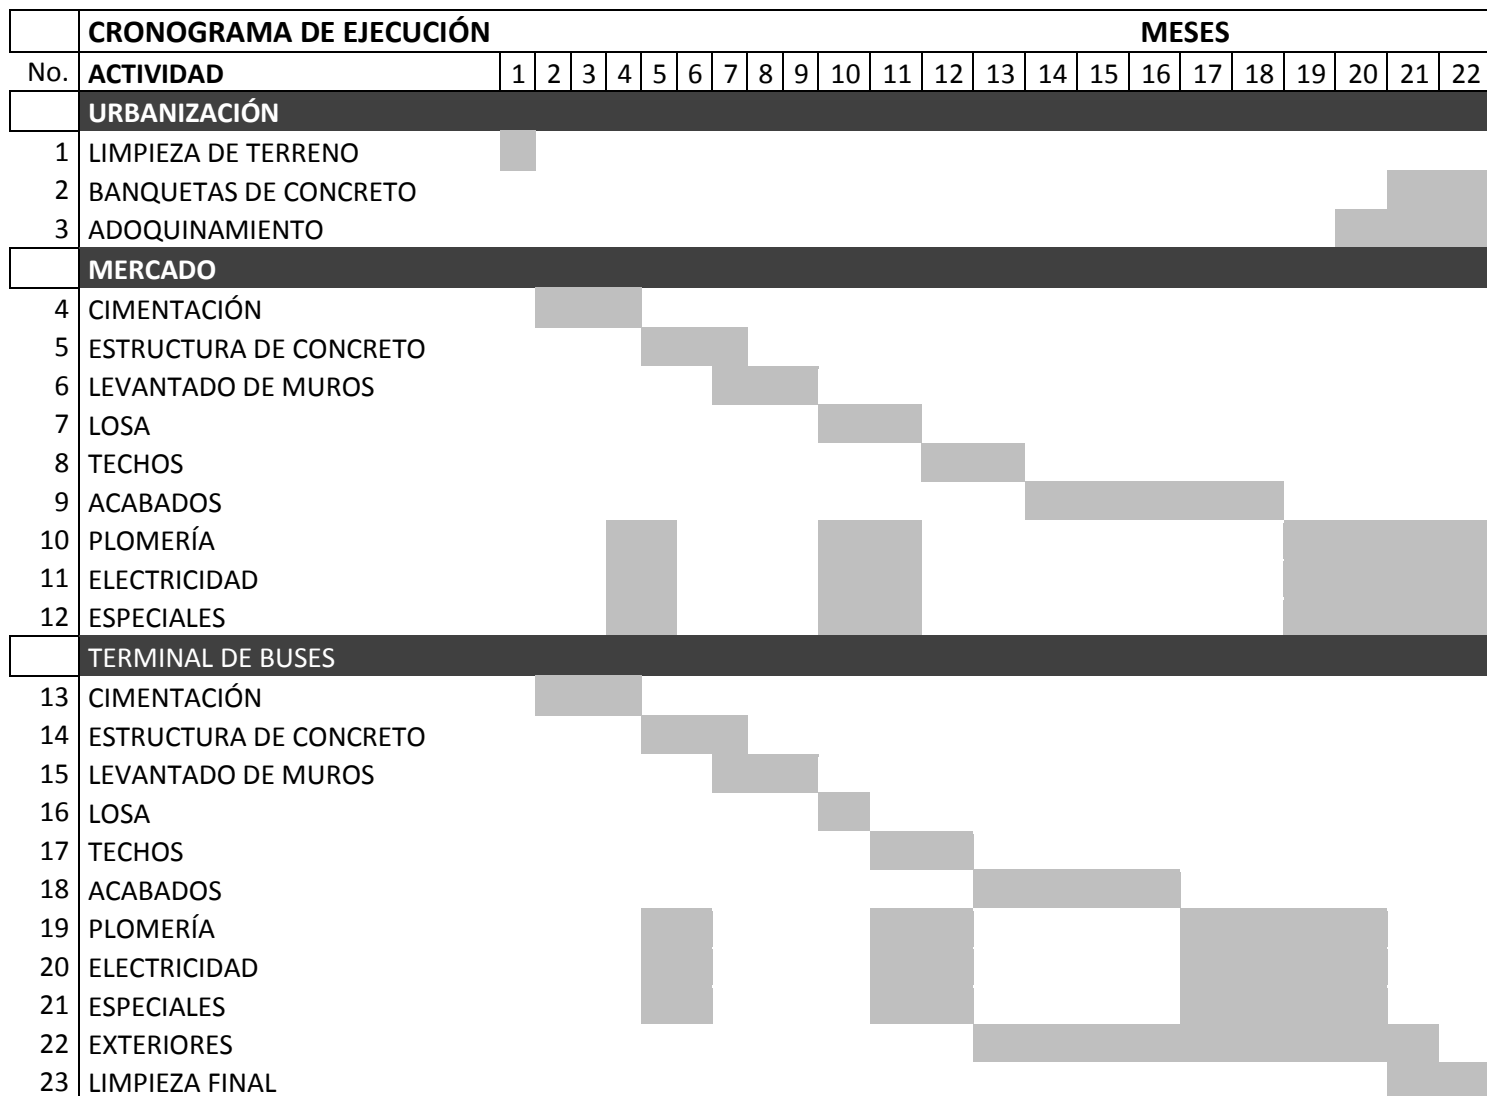 CRONOGRAMA DE EJECUCIÓN MESES
No. ACTIVIDAD 1 2 3 4 5 6 7 8 9 10 11 12 13 14 15 16 17 18 19 20 21 22
URBANIZACIÓN
1 LIMPIEZA DE TERRENO
2 BANQUETAS DE CONCRETO
3 ADOQUINAMIENTO
MERCADO
4 CIMENTACIÓN
5 ESTRUCTURA DE CONCRETO
6 LEVANTADO DE MUROS
7 LOSA
8 TECHOS
9 ACABADOS
10 PLOMERÍA
11 ELECTRICIDAD
12 ESPECIALES
TERMINAL DE BUSES
13 CIMENTACIÓN
14 ESTRUCTURA DE CONCRETO
15 LEVANTADO DE MUROS
16 LOSA
17 TECHOS
18 ACABADOS
19 PLOMERÍA
20 ELECTRICIDAD
21 ESPECIALES
22 EXTERIORES
23 LIMPIEZA FINAL